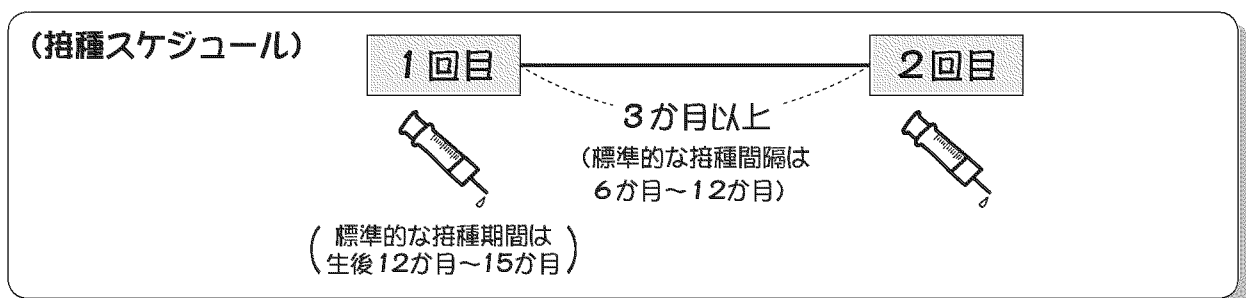 (接種スケジュール)
1回目
2回目
3か月以上
(標準的な接種間隔は
6か月~12か月)
(標準的な接種期間は
生後12か月~15か月)